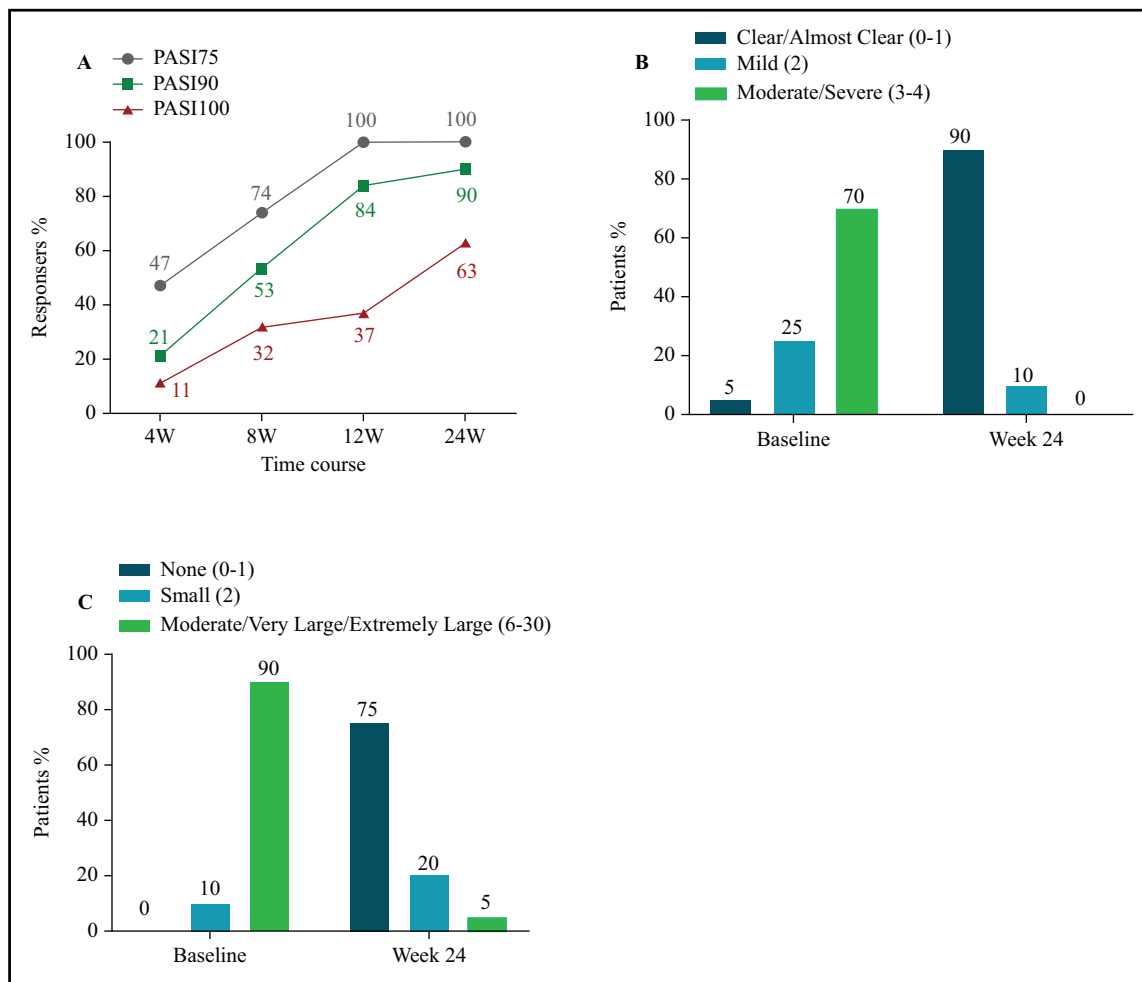 A
PASI75
PASI90
PASI100
Responsers %
100
80
60
40
20
0
47
74
100
100
21
53
84
90
11
32
37
63
4W
8W
12W
24W
Time course
B
Clear/Almost Clear (0-1)
Mild (2)
Moderate/Severe (3-4)
Patients %
100
80
60
40
20
0
5
25
70
90
10
0
Baseline
Week 24
C
None (0-1)
Small (2)
Moderate/Very Large/Extremely Large (6-30)
Patients %
100
80
60
40
20
0
0
10
90
75
20
5
Baseline
Week 24